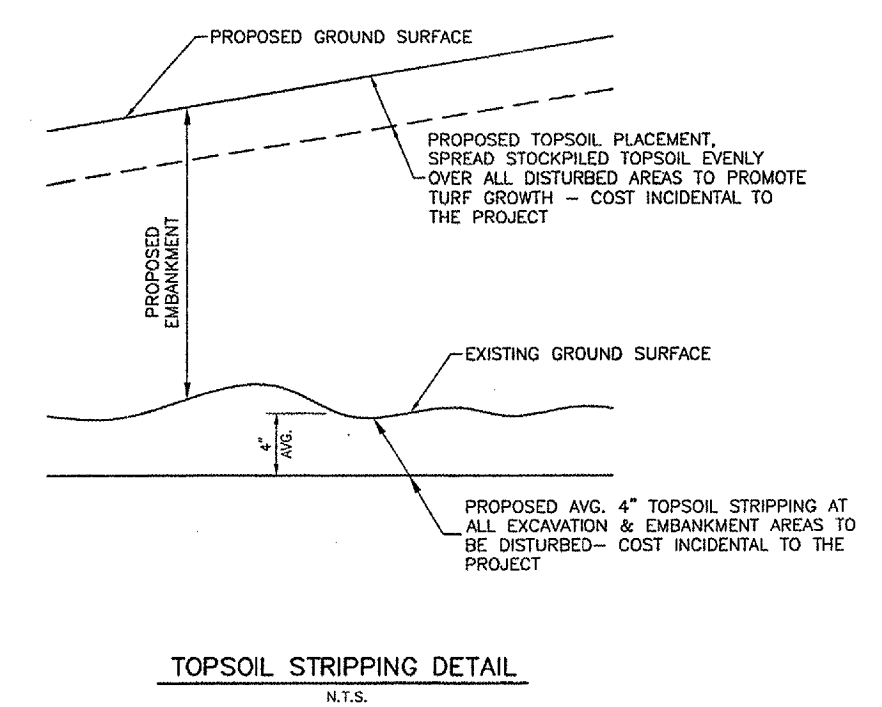 PROPOSED GROUND SURFACE
PROPOSED TOPSOIL PLACEMENT,
SPREAD STOCKPILED TOPSOIL EVENLY
OVER ALL DISTURBED AREAS TO PROMOTE
TURF GROWTH – COST INCIDENTAL TO
THE PROJECT
PROPOSED
EMBANKMENT
EXISTING GROUND SURFACE
4"
AVG.
PROPOSED AVG. 4" TOPSOIL STRIPPING AT
ALL EXCAVATION & EMBANKMENT AREAS TO
BE DISTURBED– COST INCIDENTAL TO THE
PROJECT
TOPSOIL STRIPPING DETAIL
N.T.S.